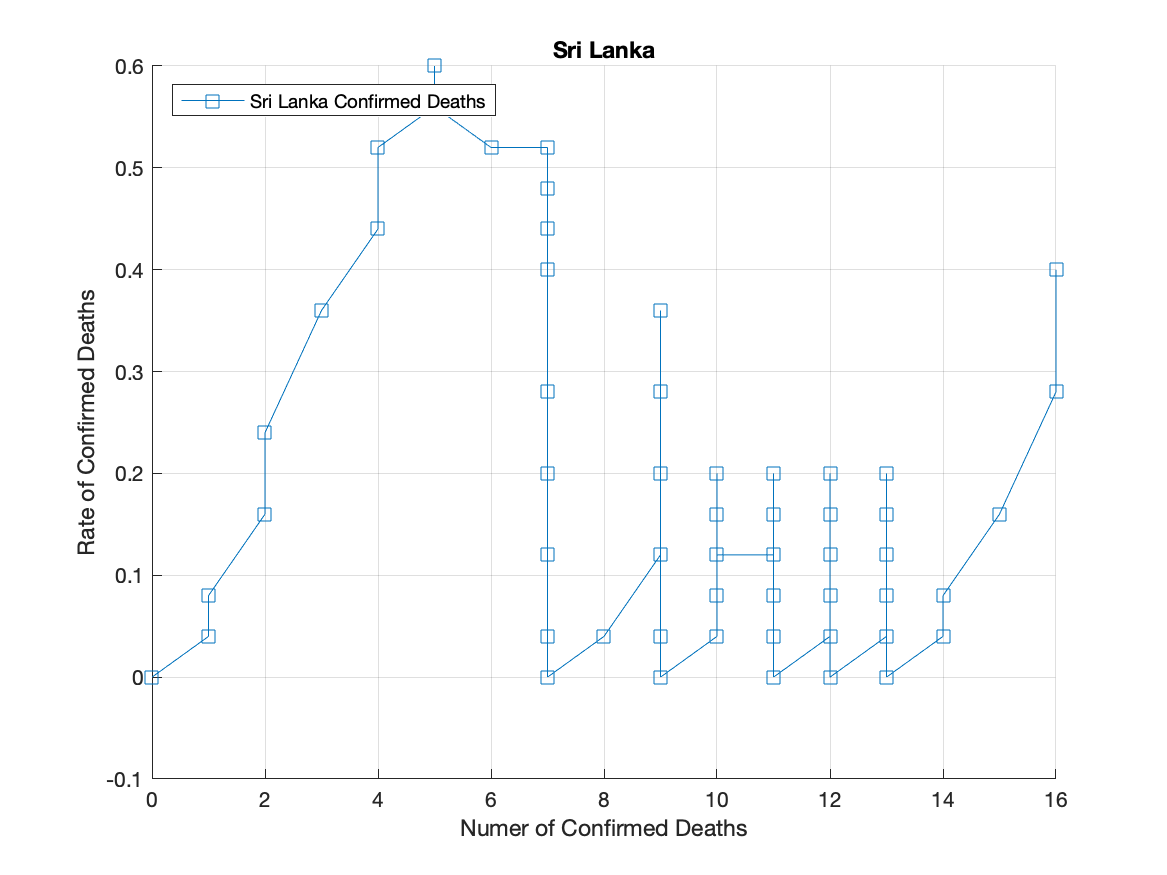 Sri Lanka
Sri Lanka Confirmed Deaths
Rate of Confirmed Deaths
0.6
0.5
0.4
0.3
0.2
0.1
0
-0.1
0 2 4 6 8 10 12 14 16
Numer of Confirmed Deaths